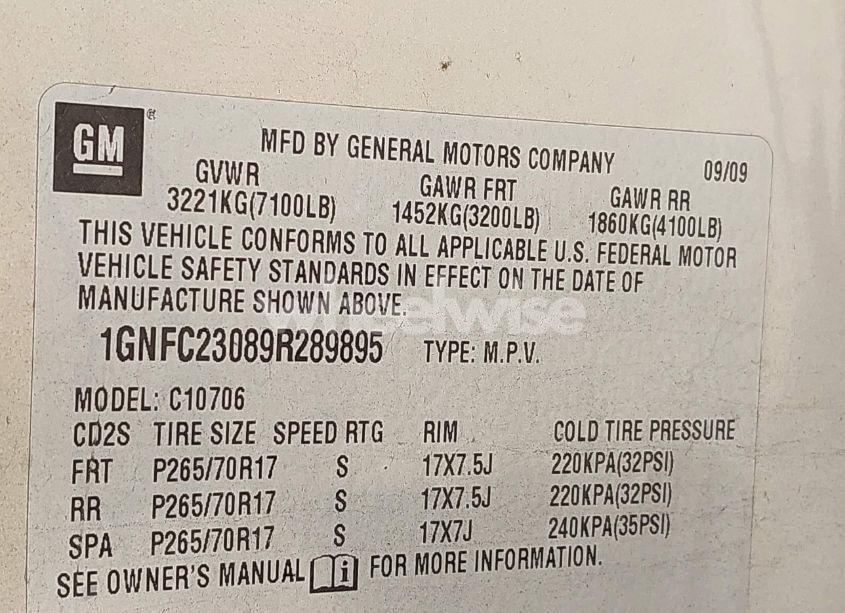 GM ®
MFD BY GENERAL MOTORS COMPANY 09/09
GVWR GAWR FRT GAWR RR
3221KG(7100LB) 1452KG(3200LB) 1860KG(4100LB)
THIS VEHICLE CONFORMS TO ALL APPLICABLE U.S. FEDERAL MOTOR
VEHICLE SAFETY STANDARDS IN EFFECT ON THE DATE OF
MANUFACTURE SHOWN ABOVE.
elwise
1GNFC23089R289895 TYPE: M.P.V.
MODEL: C10706
CD2S TIRE SIZE SPEED RTG RIM COLD TIRE PRESSURE
FRT P265/70R17 S 17X7.5J 220KPA(32PSI)
RR P265/70R17 S 17X7.5J 220KPA(32PSI)
SPA P265/70R17 S 17X7J 240KPA(35PSI)
SEE OWNER'S MANUAL i FOR MORE INFORMATION.